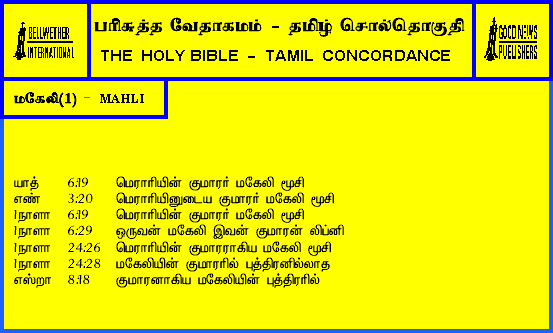 BELLWETHER
INTERNATIONAL
பரிசுத்த வேதாகமம் - தமிழ் சொல்தொகுதி
THE HOLY BIBLE - TAMIL CONCORDANCE
GOOD NEWS
PUBLISHERS
மகேலி(1) - MAHLI
யாத் 6:19 மெராரியின் குமாரர் மகேலி மூசி
எண் 3:20 மெராரியினுடைய குமாரர் மகேலி மூசி
1நாளா 6:19 மெராரியின் குமாரர் மகேலி மூசி
1நாளா 6:29 ஒருவன் மகேலி இவன் குமாரன் லிப்னி
1நாளா 24:26 மெராரியின் குமாரராகிய மகேலி மூசி
1நாளா 24:28 மகேலியின் குமாரரில் புத்திரனில்லாத
எஸ்றா 8:18 குமாரனாகிய மகேலியின் புத்திரரில்